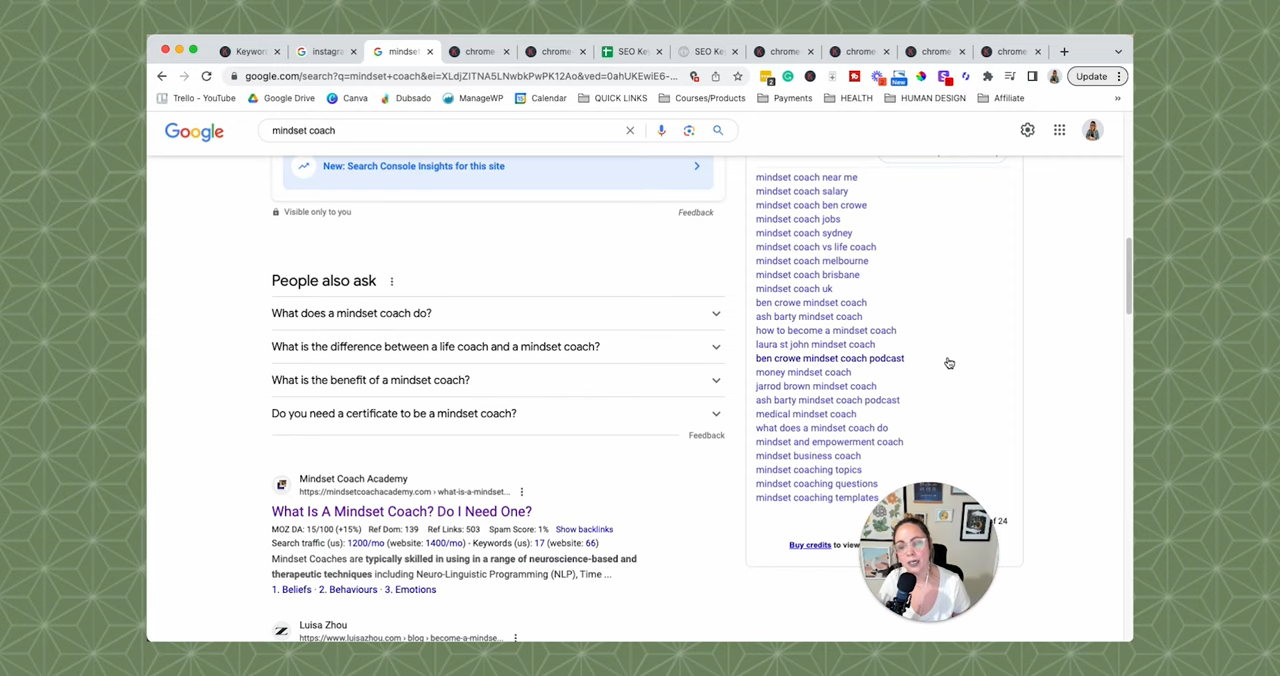 Keywor
instagra
mindset
chrome
chrome
SEO Ke
SEO Ke
chrome
chrome
chrome
chrome
google.com/search?q=mindset+coach&ei=XLdjZITNA5LNwbkPwPK12Ao&ved=0ahUKEwiE6-...
2
New
Update
Trello - YouTube
Google Drive
Canva
Dubsado
ManageWP
Calendar
QUICK LINKS
Courses/Products
Payments
HEALTH
HUMAN DESIGN
Affiliate
»
Google
mindset coach
New: Search Console Insights for this site
Visible only to you
Feedback
People also ask
What does a mindset coach do?
What is the difference between a life coach and a mindset coach?
What is the benefit of a mindset coach?
Do you need a certificate to be a mindset coach?
Feedback
Mindset Coach Academy
https://mindsetcoachacademy.com › what-is-a-mindset...
What Is A Mindset Coach? Do I Need One?
MOZ DA: 15/100 (+15%) Ref Dom: 139 Ref Links: 503 Spam Score: 1% Show backlinks
Search traffic (us): 1200/mo (website: 1400/mo) - Keywords (us): 17 (website: 66)
Mindset Coaches are typically skilled in using in a range of neuroscience-based and
therapeutic techniques including Neuro-Linguistic Programming (NLP), Time ...
1. Beliefs · 2. Behaviours · 3. Emotions
Luisa Zhou
https://www.luisazhou.com › blog › become-a-mindse...
mindset coach near me
mindset coach salary
mindset coach ben crowe
mindset coach jobs
mindset coach sydney
mindset coach vs life coach
mindset coach melbourne
mindset coach brisbane
mindset coach uk
ben crowe mindset coach
ash barty mindset coach
how to become a mindset coach
laura st john mindset coach
ben crowe mindset coach podcast
money mindset coach
jarrod brown mindset coach
ash barty mindset coach podcast
medical mindset coach
what does a mindset coach do
mindset and empowerment coach
mindset business coach
mindset coaching topics
mindset coaching questions
mindset coaching templates
f 24
Buy credits to view